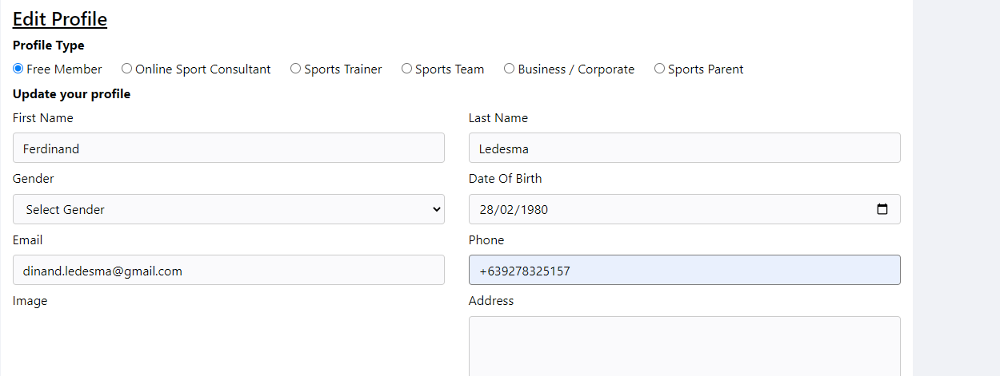 Edit Profile
Profile Type
Free Member Online Sport Consultant Sports Trainer Sports Team Business / Corporate Sports Parent
Update your profile
First Name Last Name
Ferdinand Ledesma
Gender Date Of Birth
Select Gender 28/02/1980
Email Phone
dinand.ledesma@gmail.com +639278325157
Image Address